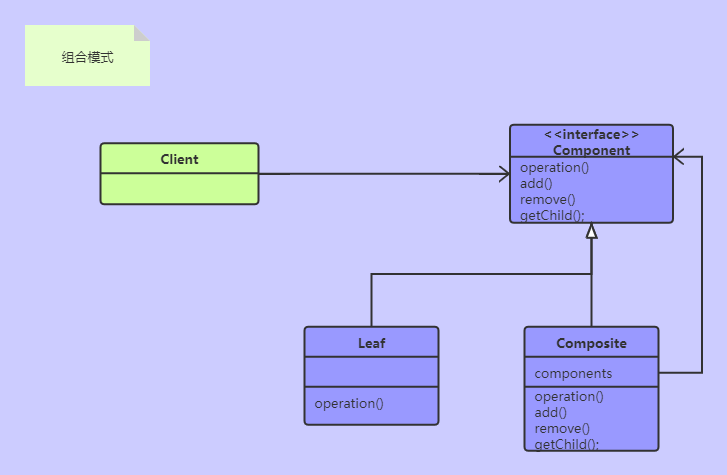 组合模式
Client
<<interface>>
Component
operation()
add()
remove()
getChild();
Leaf
operation()
Composite
components
operation()
add()
remove()
getChild();